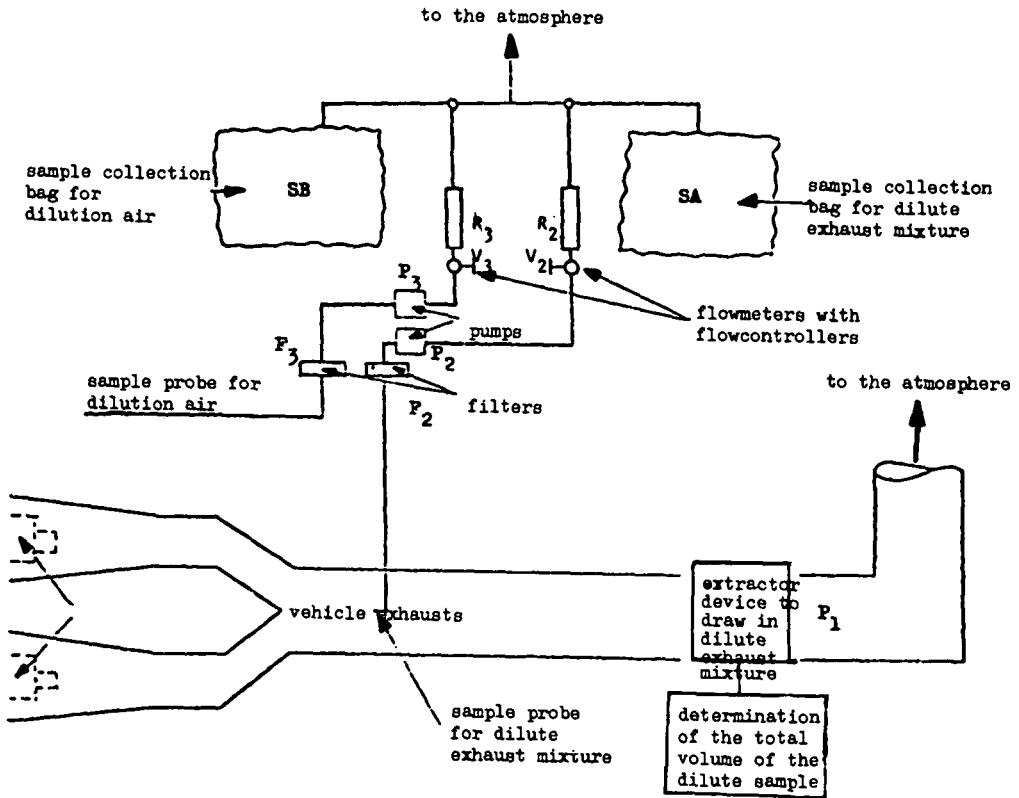 to the atmosphere
sample collection
bag for
dilution air
SB
SA
sample collection
bag for dilute
exhaust mixture
R3
R2
V3
V2
P3
flowmeters with
flowcontrollers
pumps
P2
F3
sample probe for
dilution air
filters
F2
to the atmosphere
vehicle exhausts
extractor
device to
draw in
dilute
exhaust
mixture
P1
sample probe
for dilute
exhaust mixture
determination
of the total
volume of the
dilute sample